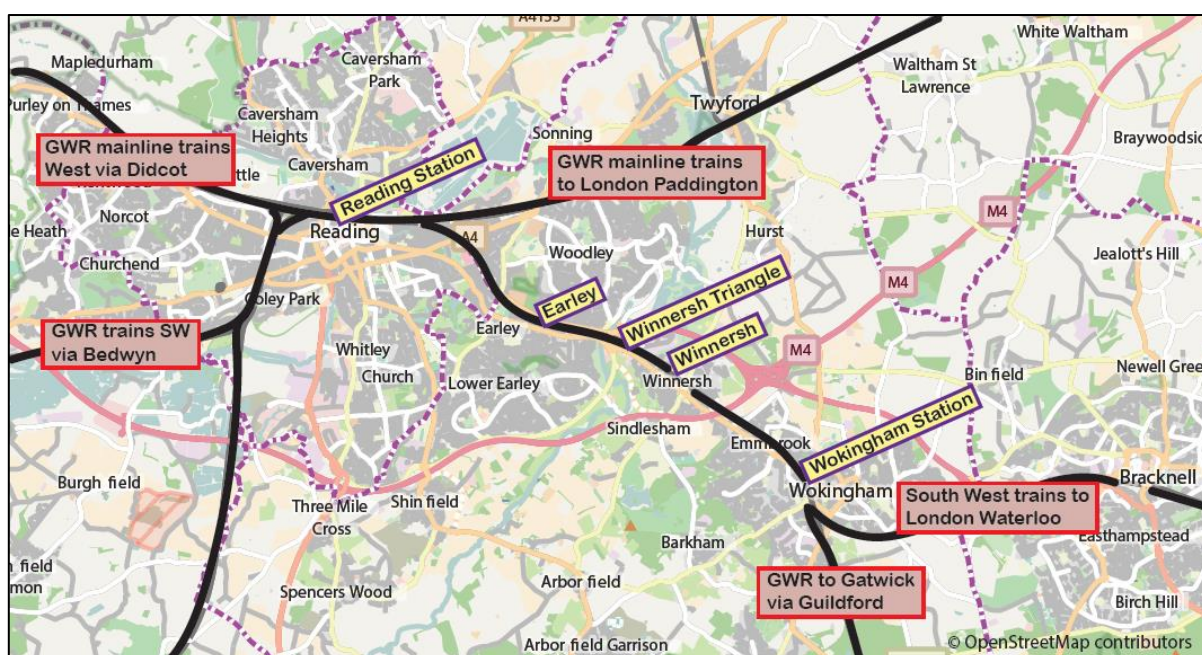 A4155
White Waltham
Mapledurham
Caversham
Park
Waltham St
Lawrence
Purley on Thames
Caversham
Heights
Twyford
Sonning
Braywoodsid
GWR mainline trains
West via Didcot
Caversham
Reading Station
GWR mainline trains
to London Paddington
Norcot
e Heath
Reading
A4
Woodley
Hurst
M4
Jealott's Hill
Churchend
Coley Park
Earley
Winnersh Triangle
M4
GWR trains SW
via Bedwyn
Whitley
Earley
Winnersh
M4
Church
Lower Earley
Winnersh
Bin field
Newell Gree
Sindlesham
Emmbrook
Wokingham Station
Burgh field
Three Mile
Cross
Shin field
Wokingham
Bracknell
South West trains to
London Waterloo
Easthampstead
Barkham
n field
mon
Spencers Wood
Arbor field
GWR to Gatwick
via Guildford
Birch Hill
Arbor field Garrison
© OpenStreetMap contributors